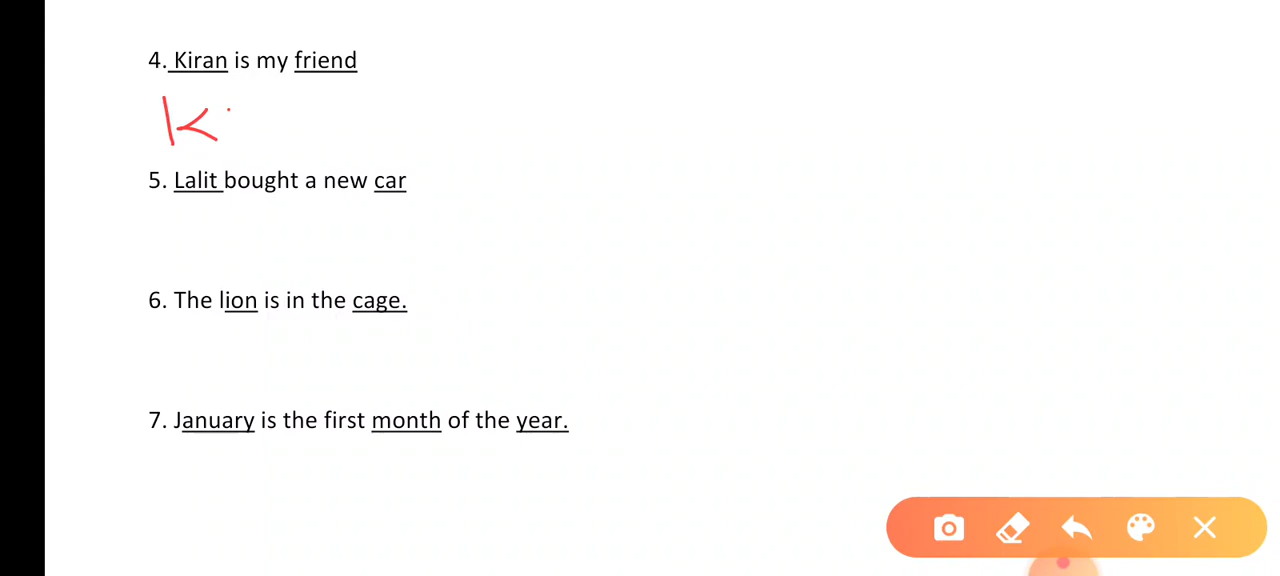 4. Kiran is my friend
K
5. Lalit bought a new car
6. The lion is in the cage.
7. January is the first month of the year.